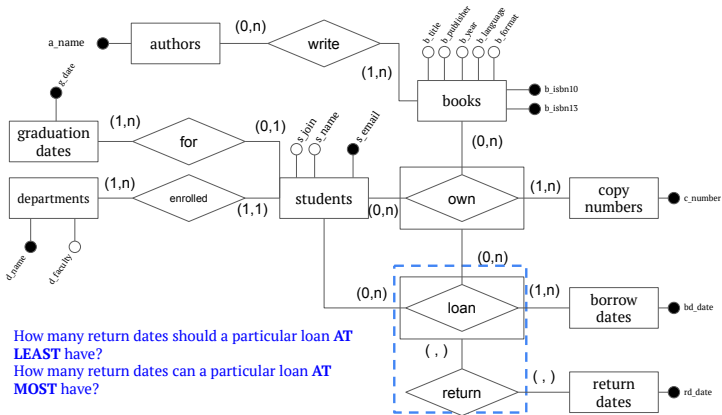 (0,n)
a_name
authors
write
b_title
b_publisher
b_year
b_language
b_format
(1,n)
b_isbn10
b_isbn13
books
g_date
(0,n)
graduation
dates
(1,n)
for
(0,1)
s_join
s_name
s_email
departments
(1,n)
enrolled
(1,1)
students
(0,n)
own
(1,n)
copy
numbers
c_number
d_name
d_faculty
(0,n)
(0,n)
loan
(1,n)
borrow
dates
bd_date
How many return dates should a particular loan AT
LEAST have?
How many return dates can a particular loan AT
MOST have?
( , )
return
( , )
return
dates
rd_date